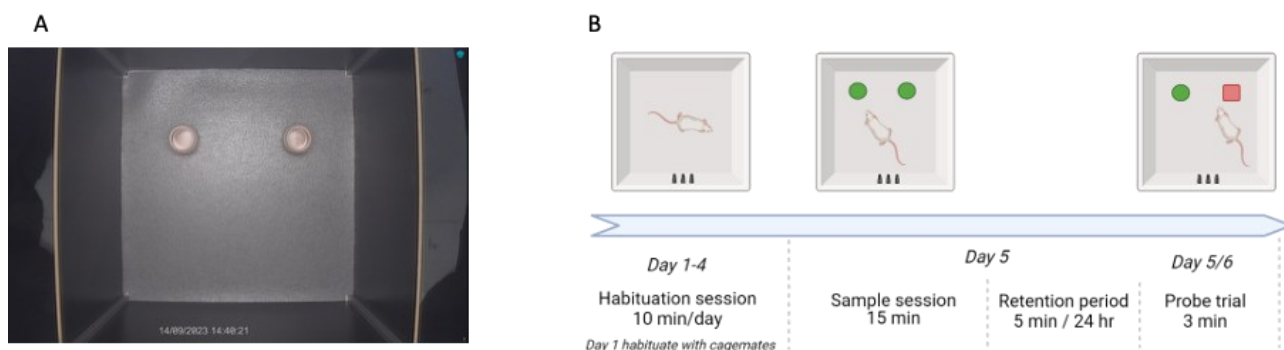 A
B
14/09/2023 14:40:21
Day 1-4
Day 5
Day 5/6
Habituation session
10 min/day
Day 1 habituate with cagemates
Sample session
15 min
Retention period
5 min / 24 hr
Probe trial
3 min